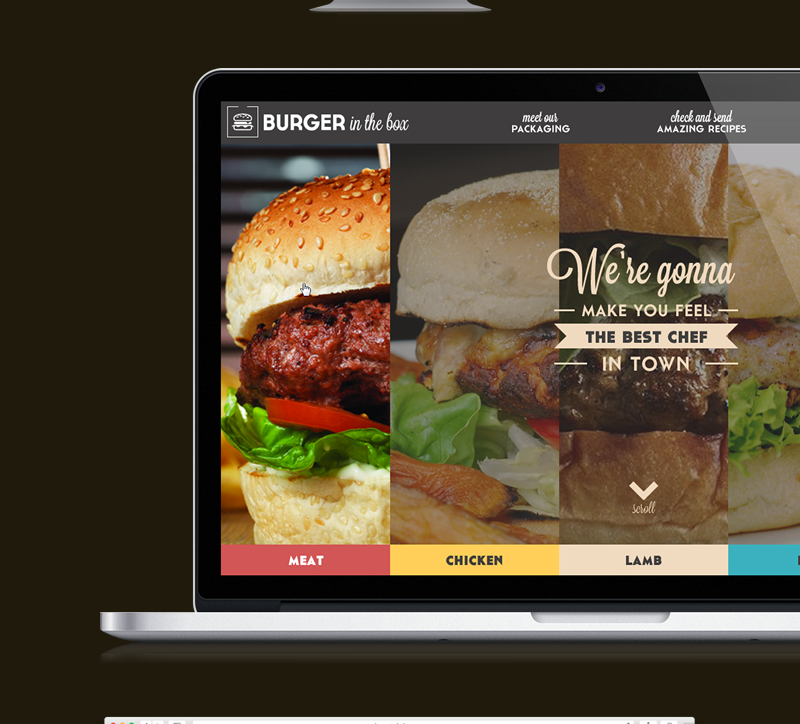 BURGER in the box
meet our
PACKAGING
check and send
AMAZING RECIPES
We're gonna
MAKE YOU FEEL
THE BEST CHEF
IN TOWN
scroll
MEAT
CHICKEN
LAMB